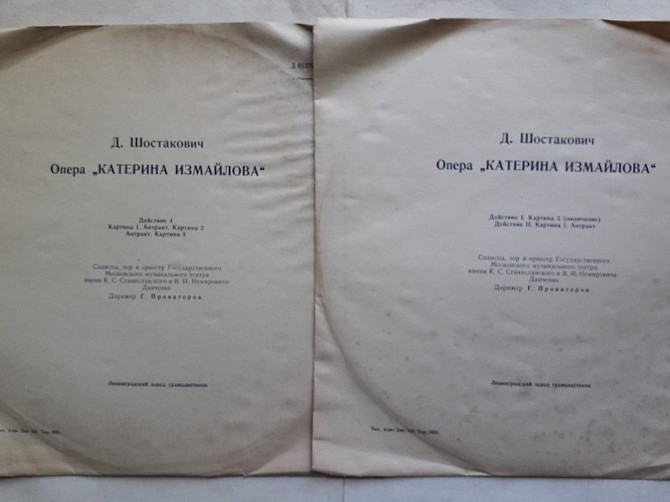 Д. Шостакович
Опера „КАТЕРИНА ИЗМАЙЛОВА“
Действие I
Картина 1, Антракт. Картина 2
Антракт. Картина 3
Солисты, хор и оркестр Государственного
Московского музыкального театра
имени К. С. Станиславского и В. И. Немировича-
Данченко
Дирижер Г. Проваторов
Ленинградский завод грампластинок
Д. Шостакович
Опера „КАТЕРИНА ИЗМАЙЛОВА“
Действие I, Картина 3 (окончание)
Действие II, Картина 1, Антракт
Солисты, хор и оркестр Государственного
Московского музыкального театра
имени К. С. Станиславского и В. И. Немировича-
Данченко
Дирижер Г. Проваторов
Ленинградский завод грампластинок